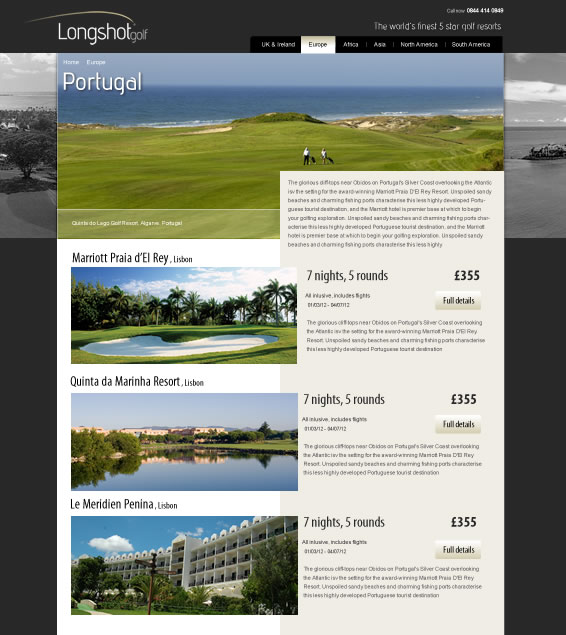 Call now 0844 414 0849
Longshotgolf
The world's finest 5 star golf resorts
UK & Ireland | Europe | Africa | Asia | North America | South America
Home Europe
Portugal
The glorious clifftops near Obidos on Portugal's Silver Coast overlooking the Atlantic
isv the setting for the award-winning Marriott Praia D'El Rey Resort. Unspoiled sandy
beaches and charming fishing ports characterise this less highly developed Portu-
guese tourist destination, and the Marriott hotel is premier base at which to begin
your golfing exploration. Unspoiled sandy beaches and charming fishing ports char-
acterise this less highly developed Portuguese tourist destination, and the Marriott
hotel is premier base at which to begin your golfing exploration. Unspoiled sandy
beaches and charming fishing ports characterise this less highly
Quinta do Lago Golf Resort, Algarve, Portugal
Marriott Praia d'El Rey, Lisbon
7 nights, 5 rounds £355
All inlusive, includes flights
01/03/12 - 04/07/12
Full details
The glorious clifftops near Obidos on Portugal's Silver Coast overlooking
the Atlantic isv the setting for the award-winning Marriott Praia D'El Rey
Resort. Unspoiled sandy beaches and charming fishing ports characterise
this less highly developed Portuguese tourist destination
Quinta da Marinha Resort, Lisbon
7 nights, 5 rounds £355
All inlusive, includes flights
01/03/12 - 04/07/12
Full details
The glorious clifftops near Obidos on Portugal's Silver Coast overlooking
the Atlantic isv the setting for the award-winning Marriott Praia D'El Rey
Resort. Unspoiled sandy beaches and charming fishing ports characterise
this less highly developed Portuguese tourist destination
Le Meridien Penina, Lisbon
7 nights, 5 rounds £355
All inlusive, includes flights
01/03/12 - 04/07/12
Full details
The glorious clifftops near Obidos on Portugal's Silver Coast overlooking
the Atlantic isv the setting for the award-winning Marriott Praia D'El Rey
Resort. Unspoiled sandy beaches and charming fishing ports characterise
this less highly developed Portuguese tourist destination